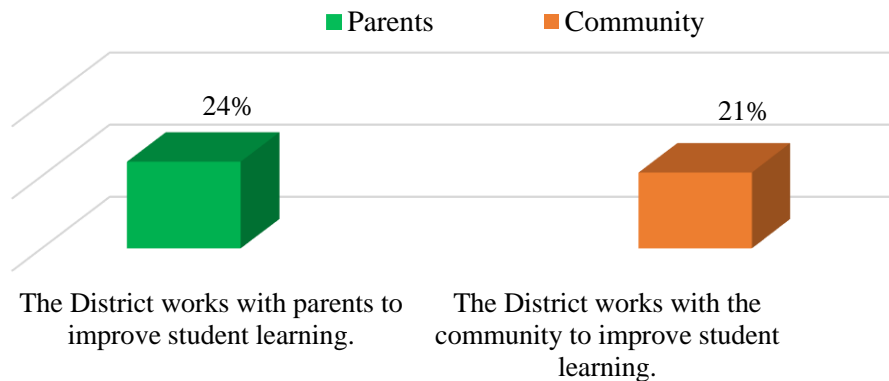 Parents Community
24%
21%
The District works with parents to
improve student learning.
The District works with the
community to improve student
learning.